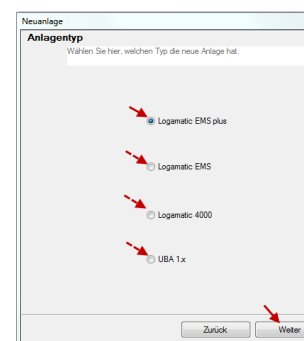 Neuanlage
Anlagentyp
Wählen Sie hier, welchen Typ die neue Anlage hat.
Logamatic EMS plus
Logamatic EMS
Logamatic 4000
UBA 1.x
Zurück
Weiter